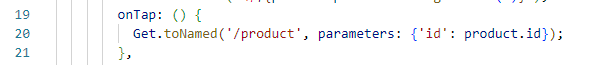 19 onTap: () {
20 Get.toNamed('/product', parameters: {'id': product.id});
21 },